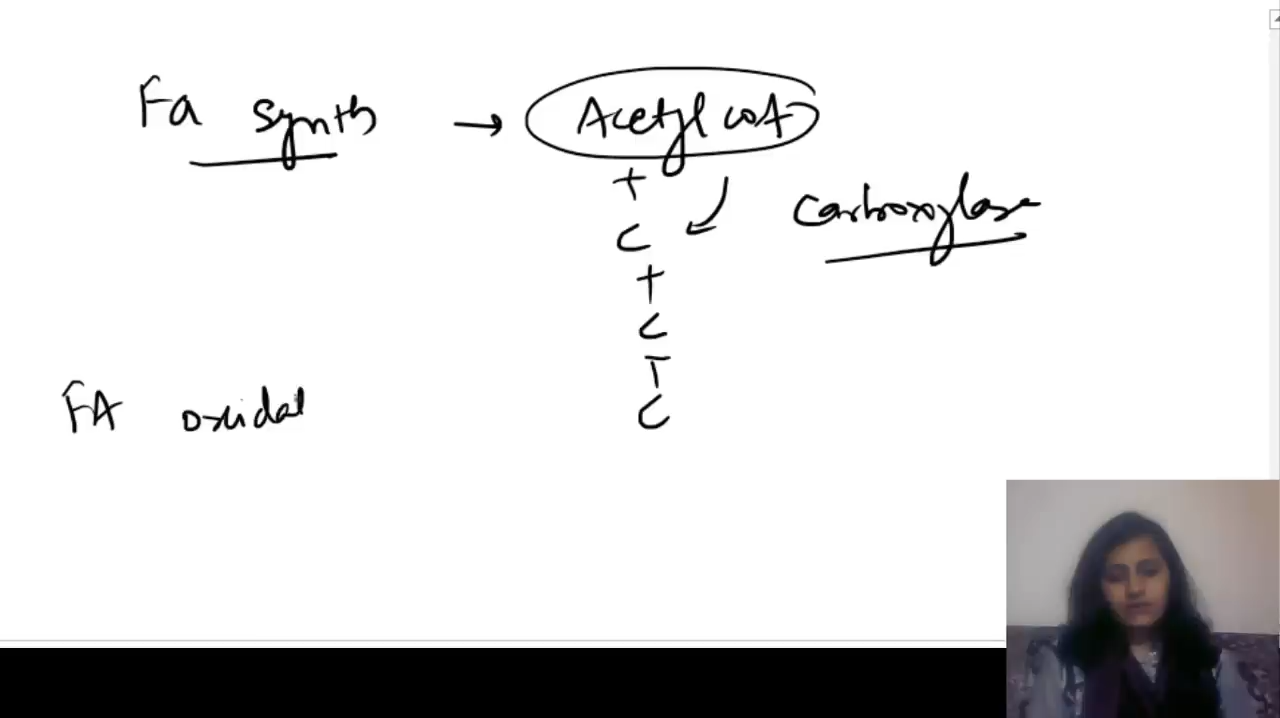 Fa synth → Acetyl coA
+
C
carboxylase
+
C
+
C
FA oxidat